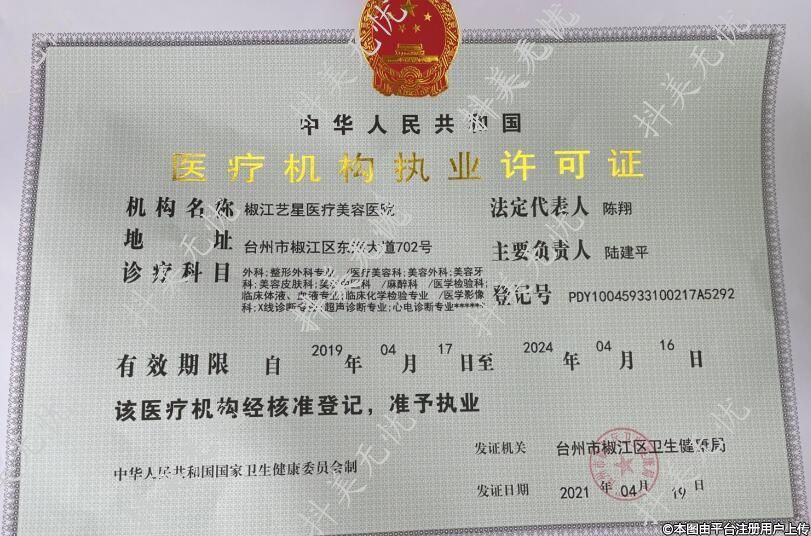 中华人民共和国
医疗机构执业许可证
机构名称 椒江艺星医疗美容医院
法定代表人 陈翔
地 址 台州市椒江区东海大道702号
主要负责人 陆建平
诊疗科目 外科;整形外科专业 /医疗美容科;美容外科;美容牙
科;美容皮肤科;美容中医科 /麻醉科 /医学检验科;
临床体液、血液专业;临床化学检验专业 /医学影像
科;X线诊断专业;超声诊断专业;心电诊断专业******
登记号 PDY10045933100217A5292
有效期限 自 2019 年 04 月 17 日至 2024 年 04 月 16 日
该医疗机构经核准登记，准予执业
发证机关 台州市椒江区卫生健康局
中华人民共和国国家卫生健康委员会制
发证日期 2021 年 04 月 19 日
抖美无忧
©本图由平台注册用户上传